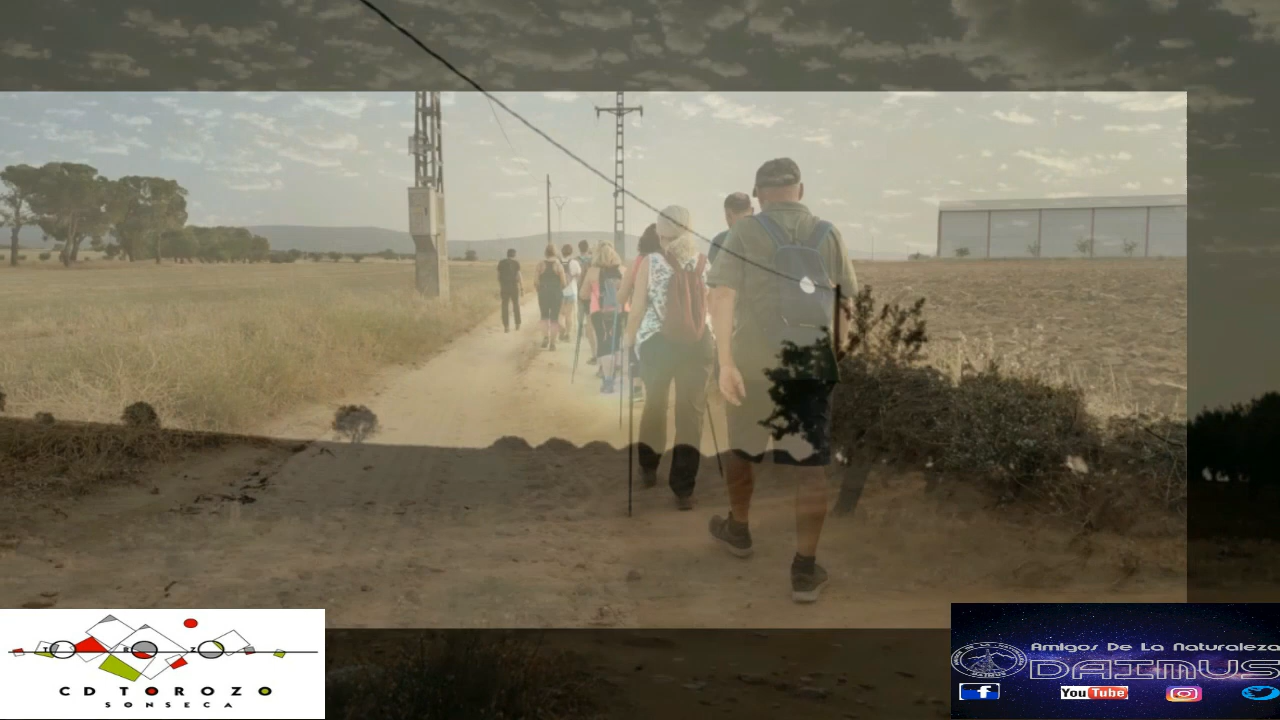 T R Z
CD TOROZO
SONSECA
Amigos De La Naturaleza
DAIMUS
f YouTube